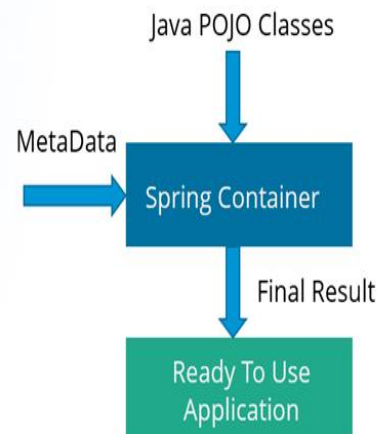 Java POJO Classes
MetaData
Spring Container
Final Result
Ready To Use
Application